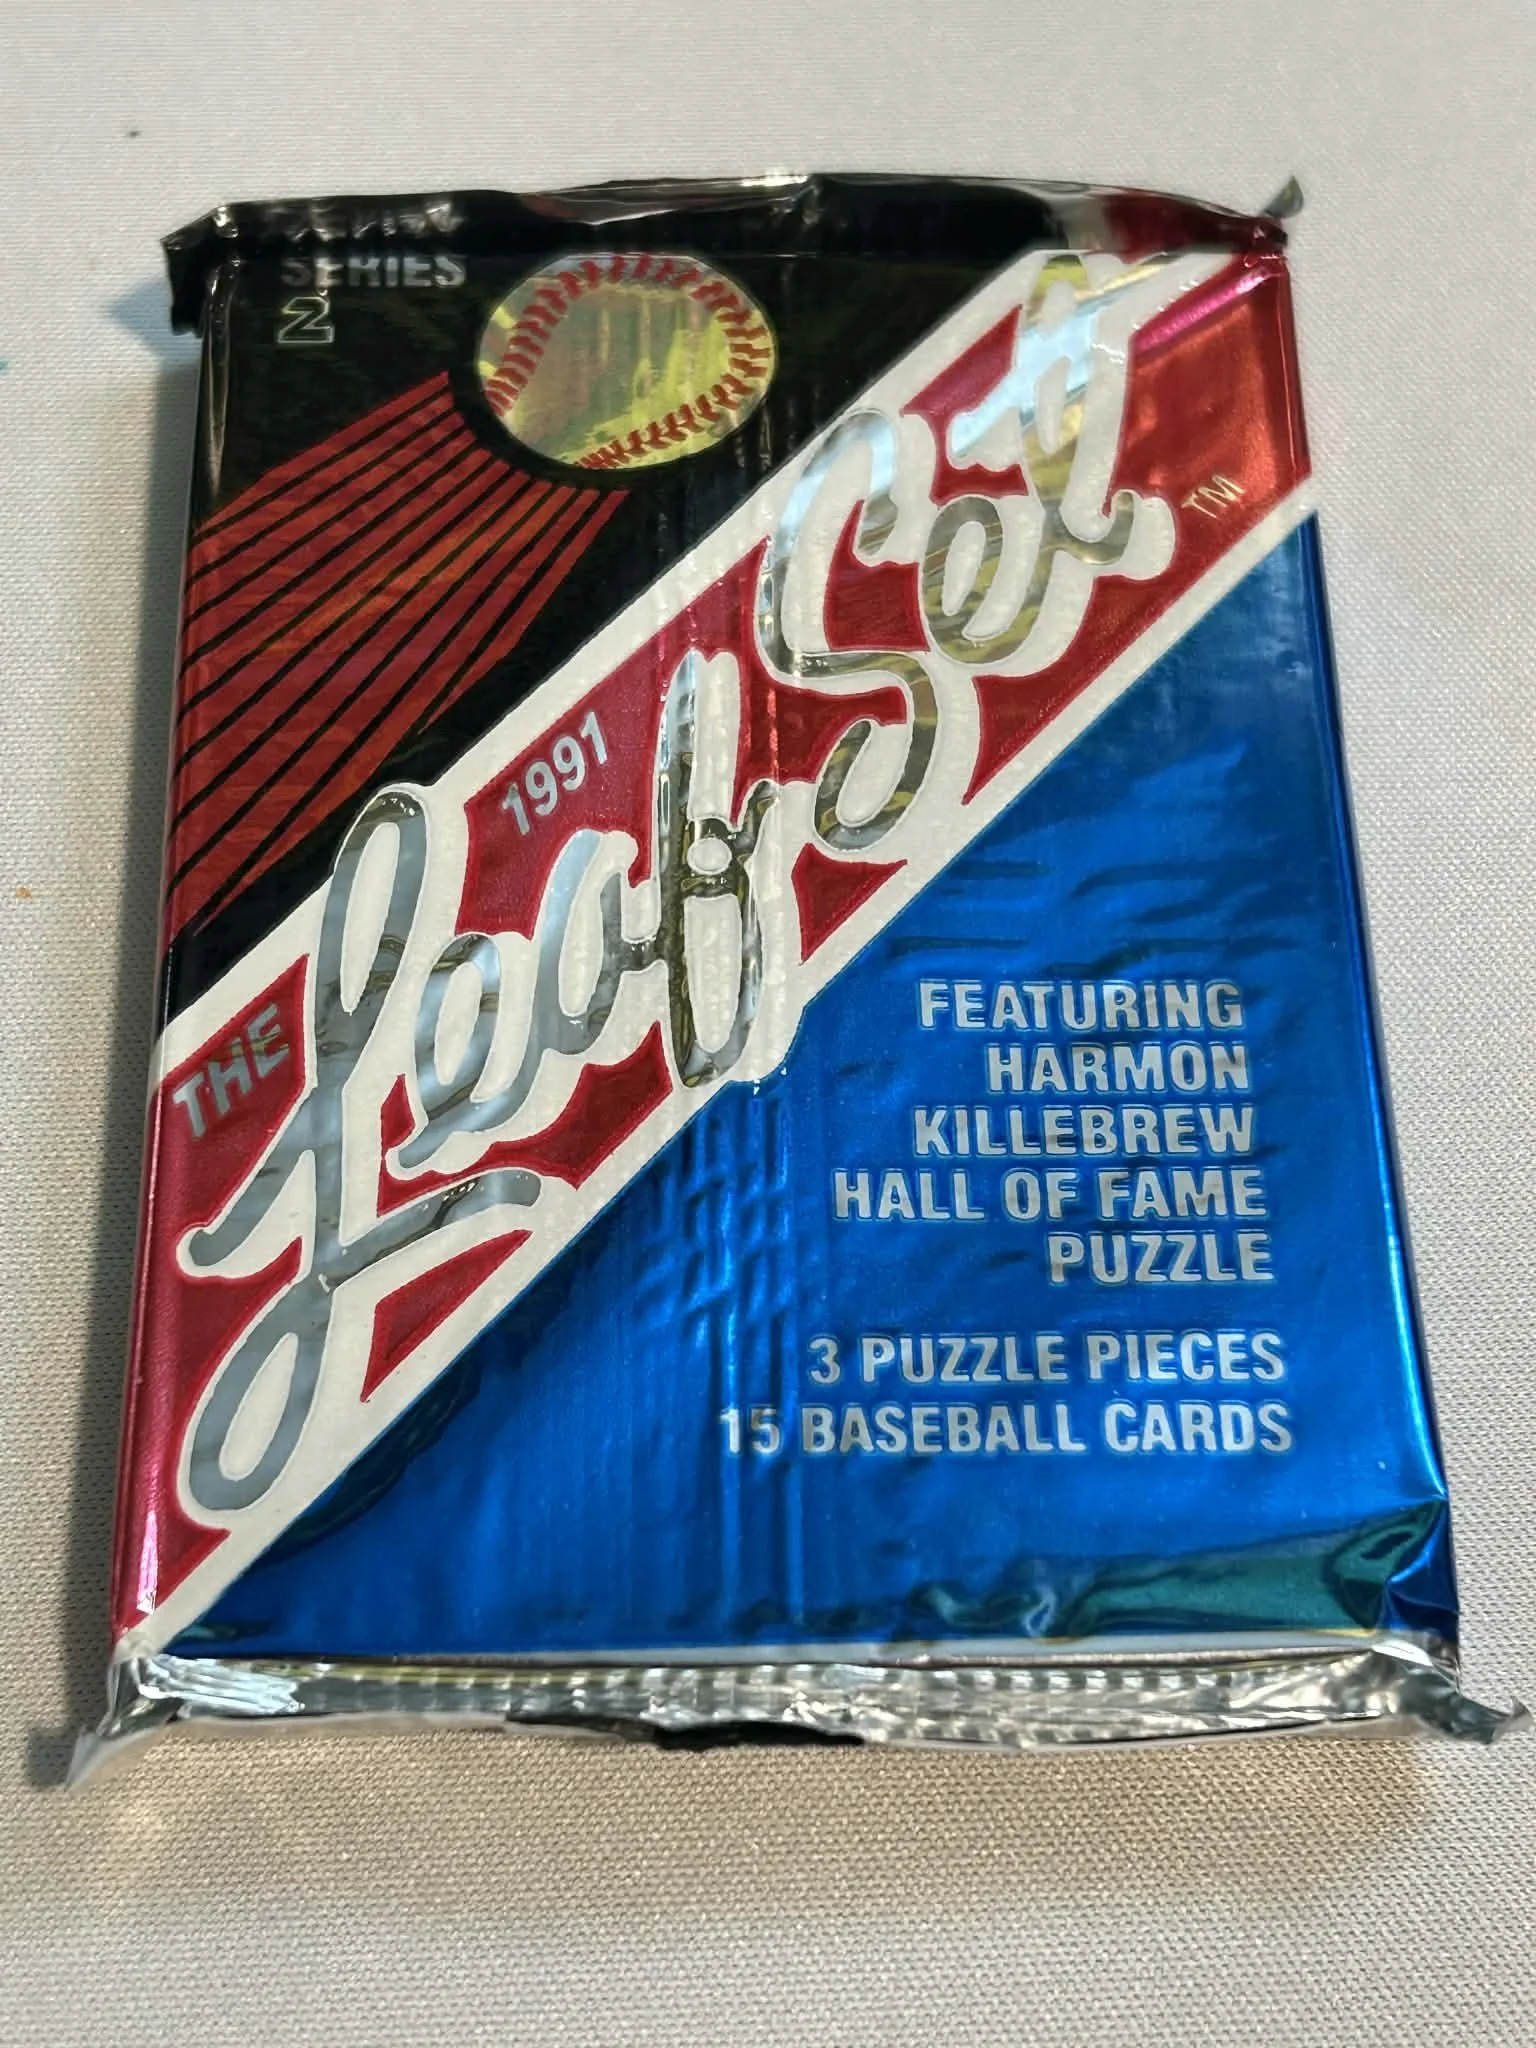 SERIES
SERIES
2
THE
1991
Leaf Set
TM
FEATURING
HARMON
KILLEBREW
HALL OF FAME
PUZZLE
3 PUZZLE PIECES
15 BASEBALL CARDS